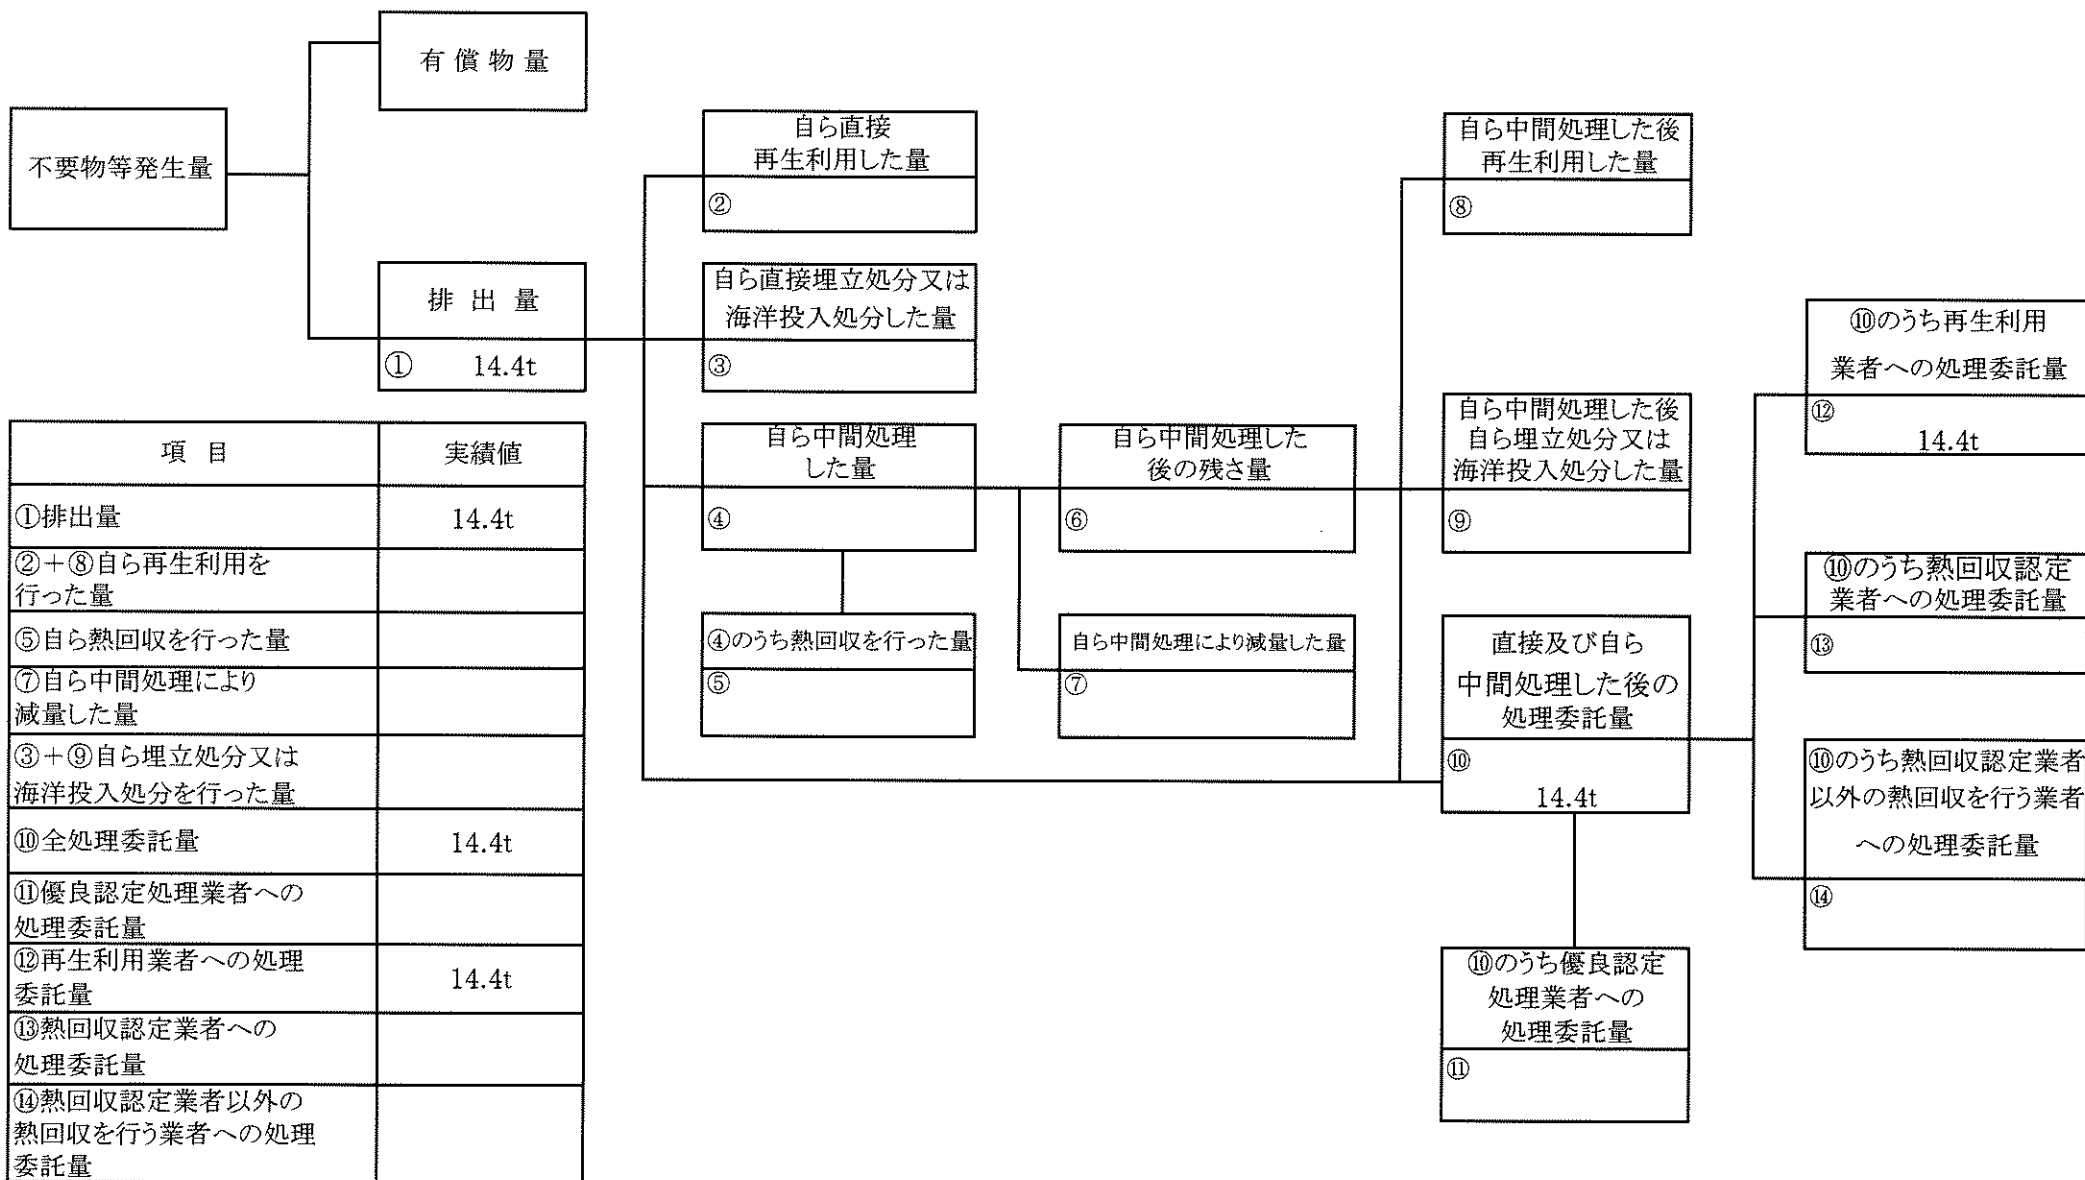 有償物量
不要物等発生量
排出量
① 14.4t
自ら直接
再生利用した量
②
自ら直接埋立処分又は
海洋投入処分した量
③
自ら中間処理
した量
④
④のうち熱回収を行った量
⑤
自ら中間処理した
後の残さ量
⑥
自ら中間処理により減量した量
⑦
自ら中間処理した後
再生利用した量
⑧
自ら中間処理した後
自ら埋立処分又は
海洋投入処分した量
⑨
直接及び自ら
中間処理した後の
処理委託量
⑩
14.4t
⑩のうち優良認定
処理業者への
処理委託量
⑪
⑩のうち再生利用
業者への処理委託量
⑫
14.4t
⑩のうち熱回収認定
業者への処理委託量
⑬
⑩のうち熱回収認定業者
以外の熱回収を行う業者
への処理委託量
⑭
項目 実績値
①排出量 14.4t
②+⑧自ら再生利用を
行った量
⑤自ら熱回収を行った量
⑦自ら中間処理により
減量した量
③+⑨自ら埋立処分又は
海洋投入処分を行った量
⑩全処理委託量 14.4t
⑪優良認定処理業者への
処理委託量
⑫再生利用業者への処理
委託量 14.4t
⑬熱回収認定業者への
処理委託量
⑭熱回収認定業者以外の
熱回収を行う業者への処理
委託量